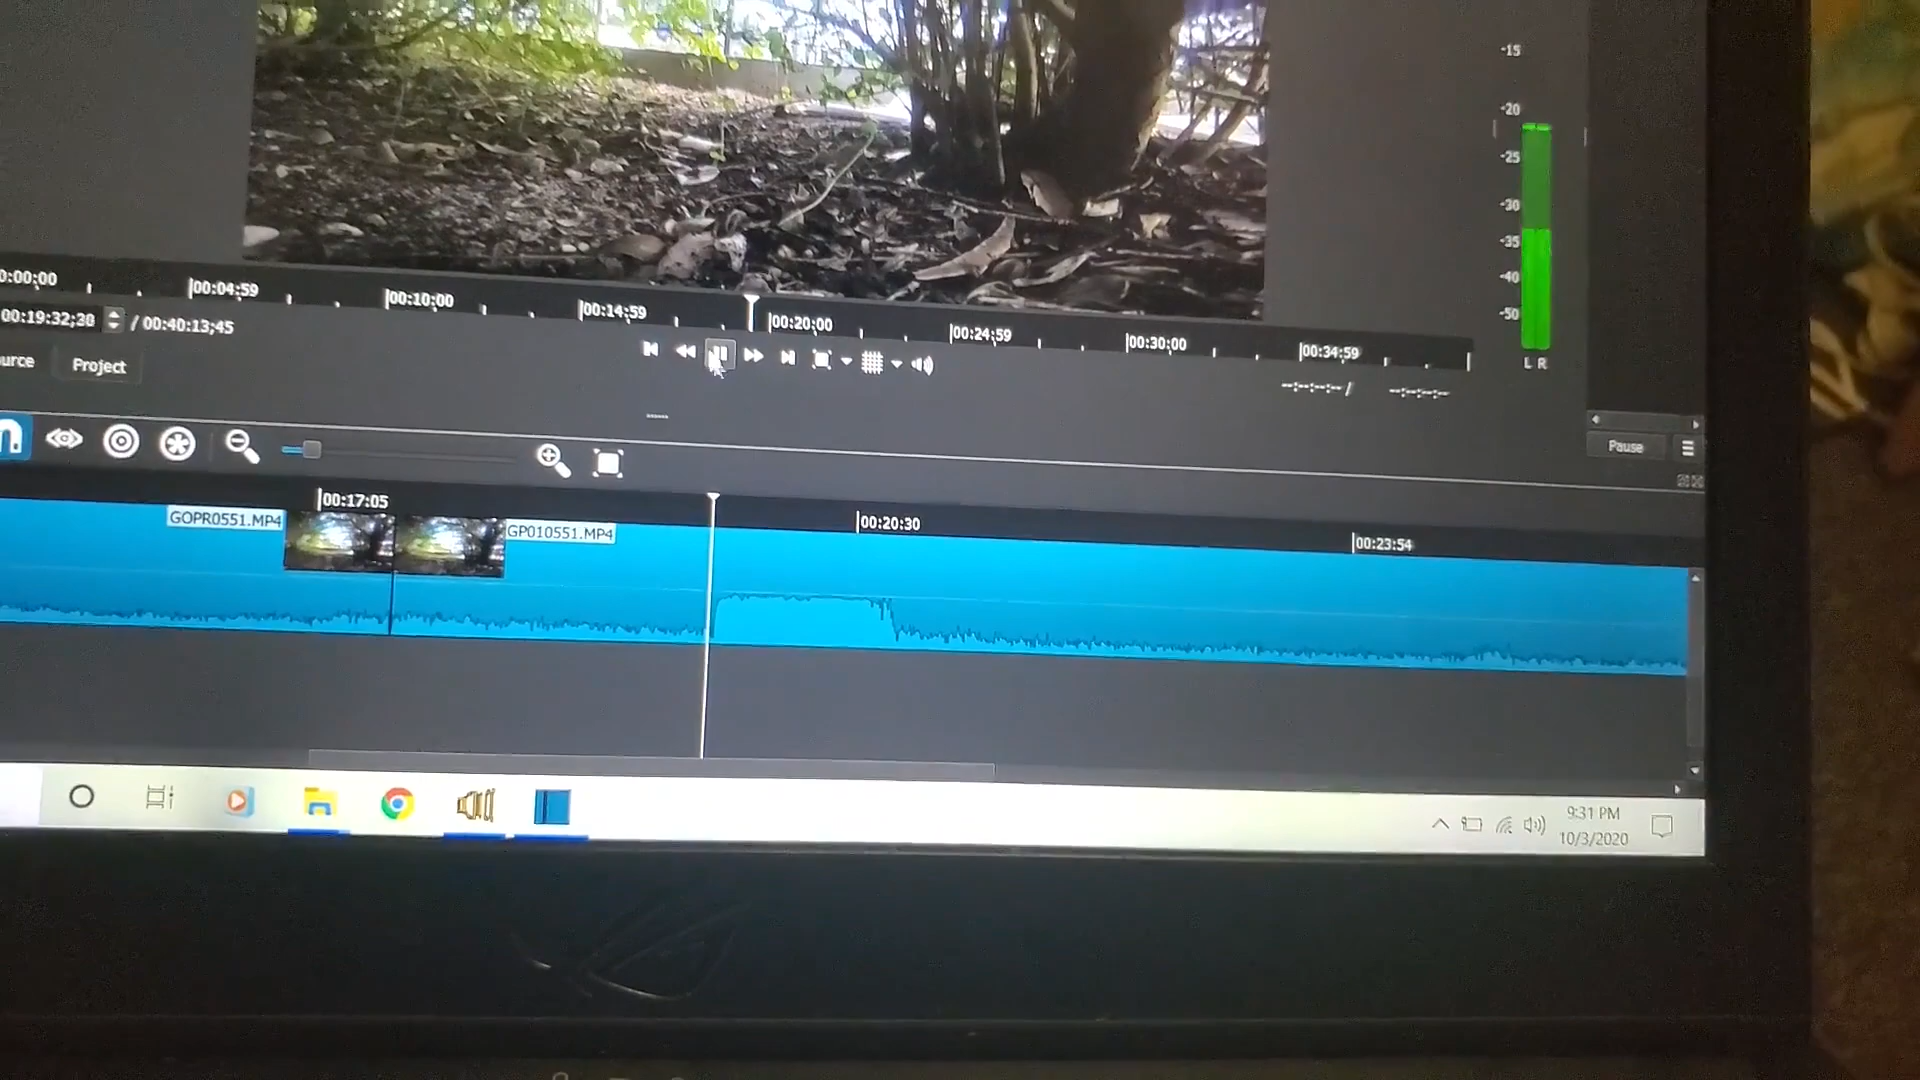 -15
-20
-25
-30
-35
-40
-50
L R
0:00;00
00:04;59
00:10;00
00:14;59
00:20;00
00:24;59
00:30;00
00:34;59
00:19:32;28 / 00:40:13;45
--:--:--;-- / --:--:--;--
urce
Project
Pause
00:17:05
00:20:30
00:23:54
GOPR0551.MP4
GP010551.MP4
9:31 PM
10/3/2020